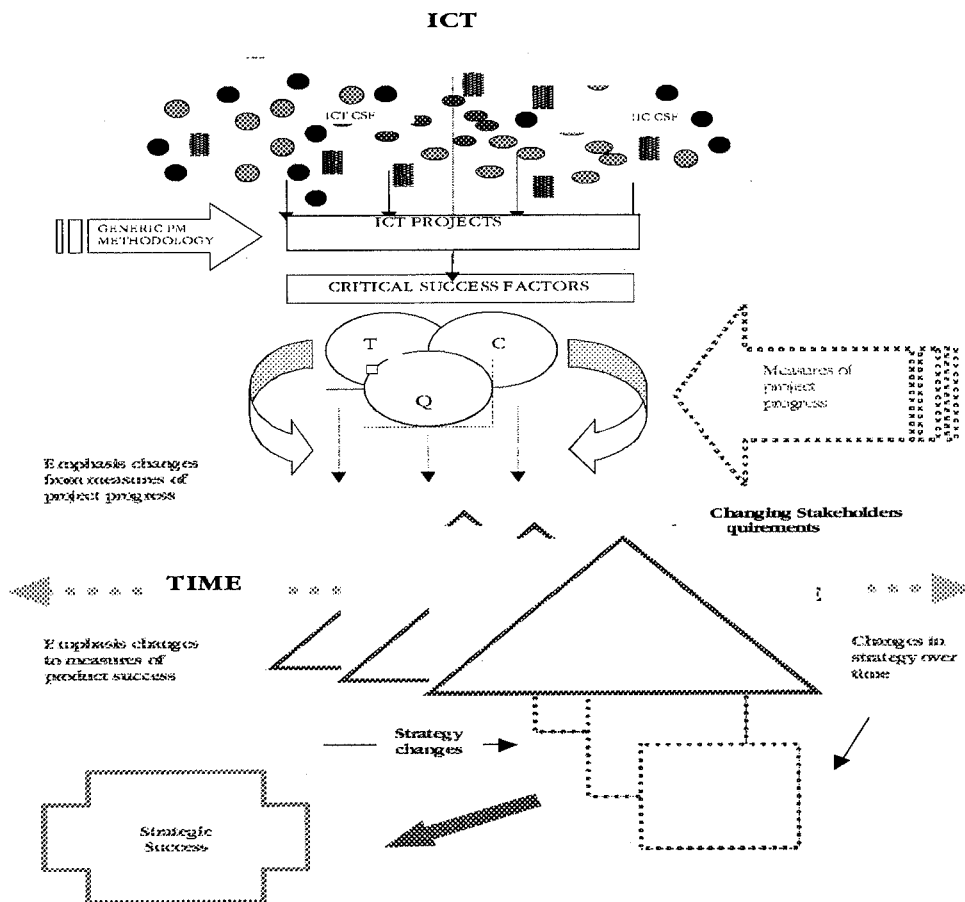 ICT
ICT CSF
CSF
ICT PROJECTS
GENERIC PM
METHODOLOGY
CRITICAL SUCCESS FACTORS
T
C
Q
Measures of
project
progress
Emphasis changes
from measures of
project progress
Changing Stakeholders
quirements
TIME
Emphasis changes
to measures of
product success
Changes in
strategy over
time
Strategy
changes
Strategic
Success